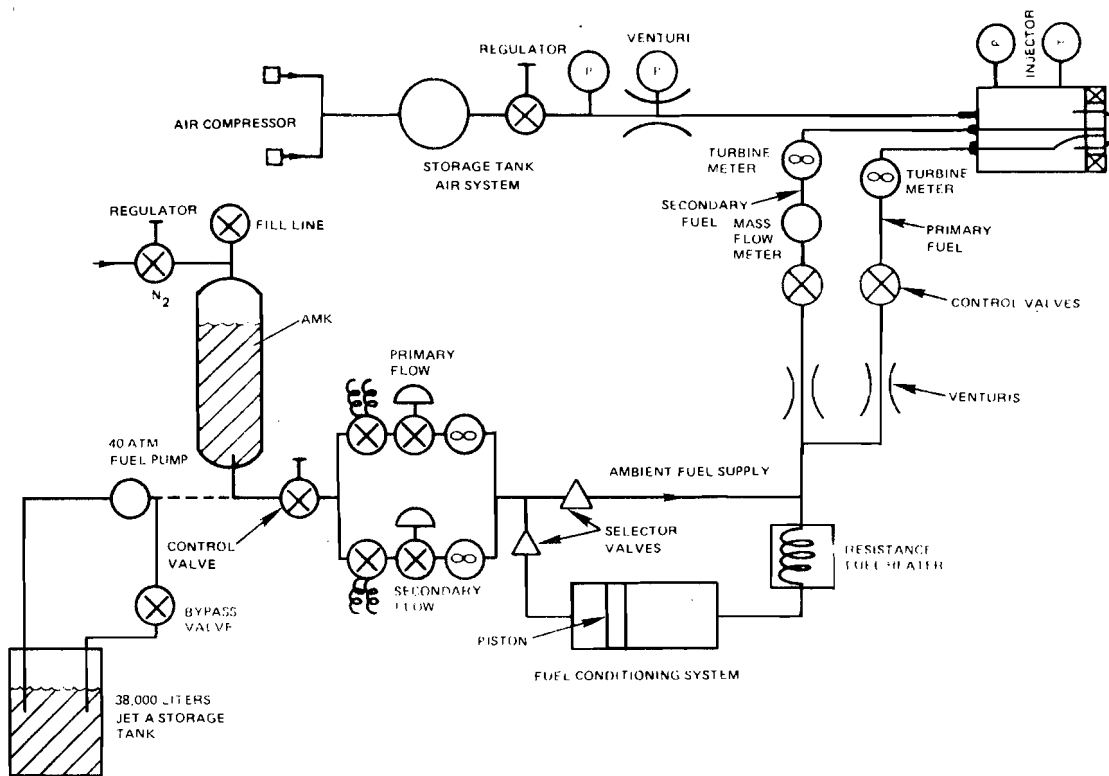 REGULATOR
VENTURI
P
P
P
INJECTOR
AIR COMPRESSOR
STORAGE TANK
AIR SYSTEM
TURBINE
METER
TURBINE
METER
SECONDARY
FUEL
MASS
FLOW
METER
PRIMARY
FUEL
REGULATOR
FILL LINE
N2
CONTROL VALVES
AMK
PRIMARY
FLOW
VENTURIS
40 ATM
FUEL PUMP
AMBIENT FUEL SUPPLY
CONTROL
VALVE
SELECTOR
VALVES
RESISTANCE
FUEL HEATER
SECONDARY
FLOW
BYPASS
VALVE
PISTON
FUEL CONDITIONING SYSTEM
38,000 LITERS
JET A STORAGE
TANK